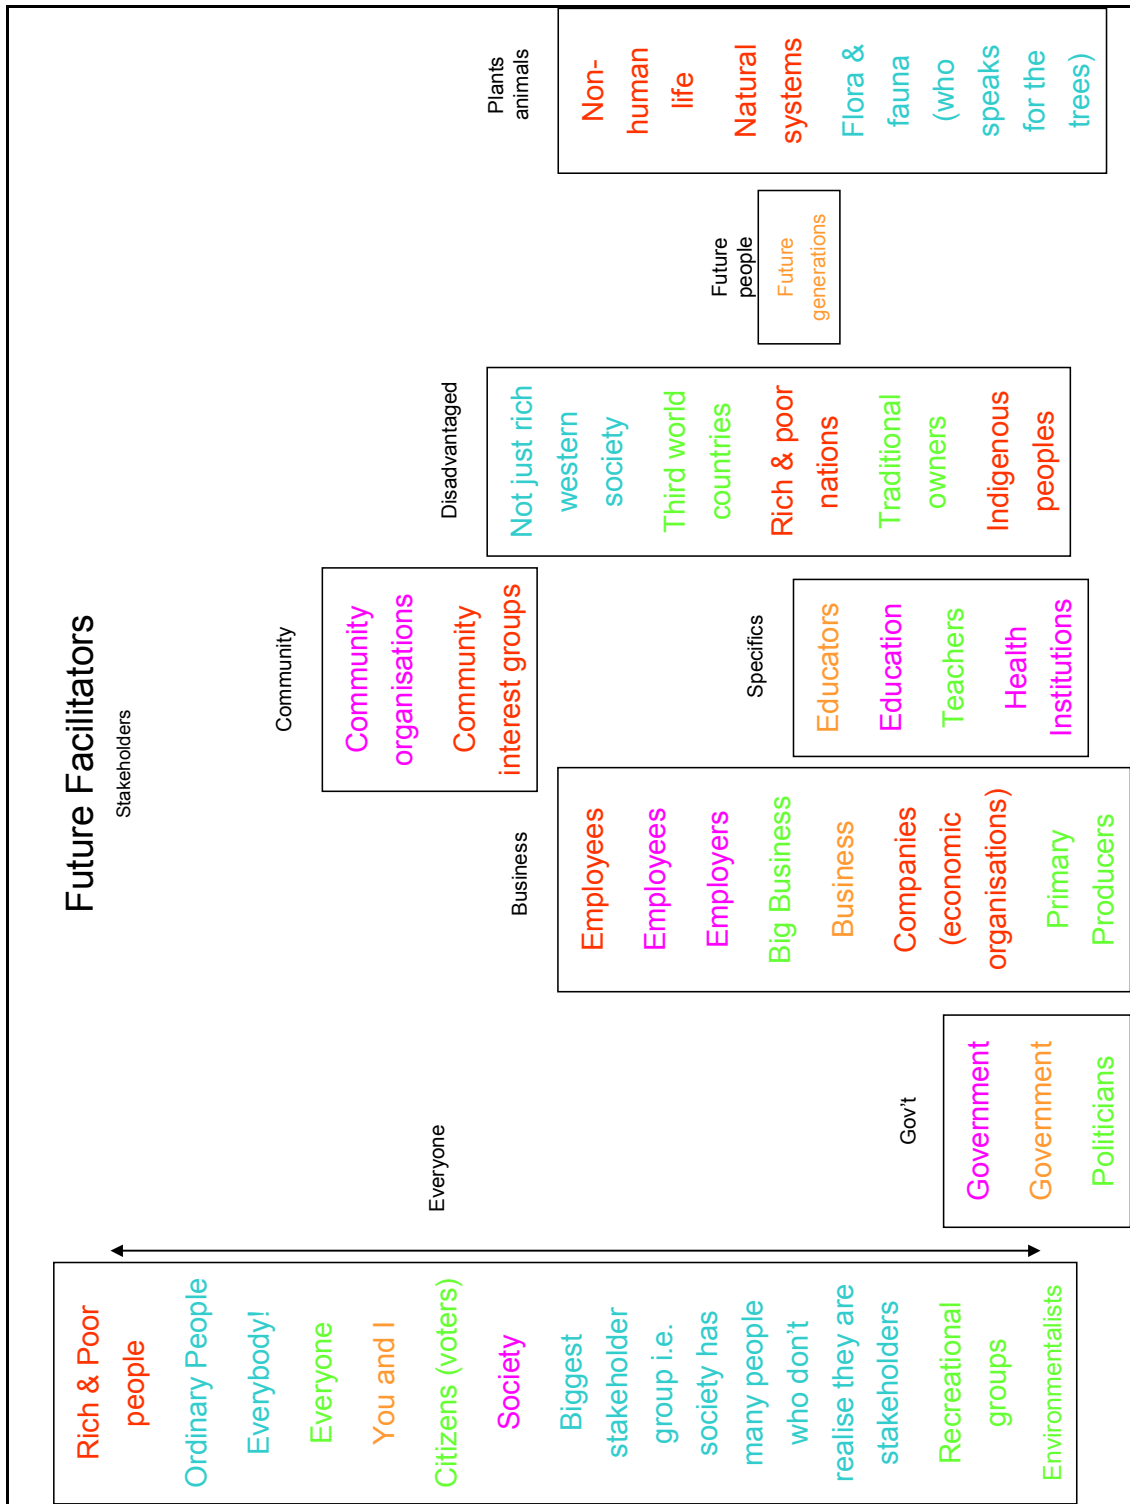 Future Facilitators
Stakeholders
Everyone
Rich & Poor
people
Ordinary People
Everybody!
Everyone
You and I
Citizens (voters)
Society
Biggest
stakeholder
group i.e.
society has
many people
who don't
realise they are
stakeholders
Recreational
groups
Environmentalists
Gov't
Government
Government
Politicians
Business
Employees
Employees
Employers
Big Business
Business
Companies
(economic
organisations)
Primary
Producers
Community
Community
organisations
Community
interest groups
Specifics
Educators
Education
Teachers
Health
Institutions
Disadvantaged
Not just rich
western
society
Third world
countries
Rich & poor
nations
Traditional
owners
Indigenous
peoples
Future
people
Future
generations
Plants
animals
Non-
human
life
Natural
systems
Flora &
fauna
(who
speaks
for the
trees)